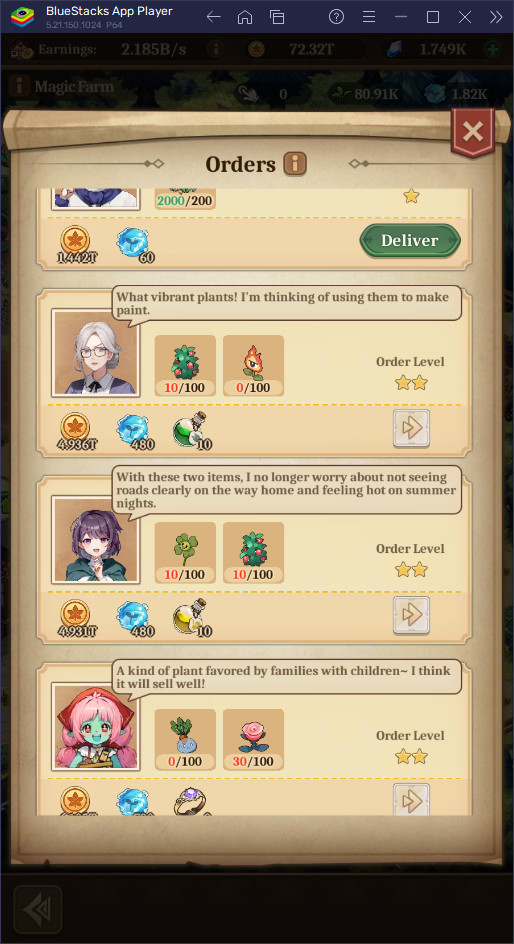 BlueStacks App Player
5.21.150.1024 P64
Earnings: 2.185B/s
72.32T
1.749K
Magic Farm
0
80.91K
1.82K
Orders
2000/200
1.442T
60
Deliver
What vibrant plants! I'm thinking of using them to make
paint.
10/100
0/100
Order Level
4.936T
480
10
With these two items, I no longer worry about not seeing
roads clearly on the way home and feeling hot on summer
nights.
10/100
10/100
Order Level
4.931T
480
10
A kind of plant favored by families with children~ I think
it will sell well!
0/100
30/100
Order Level